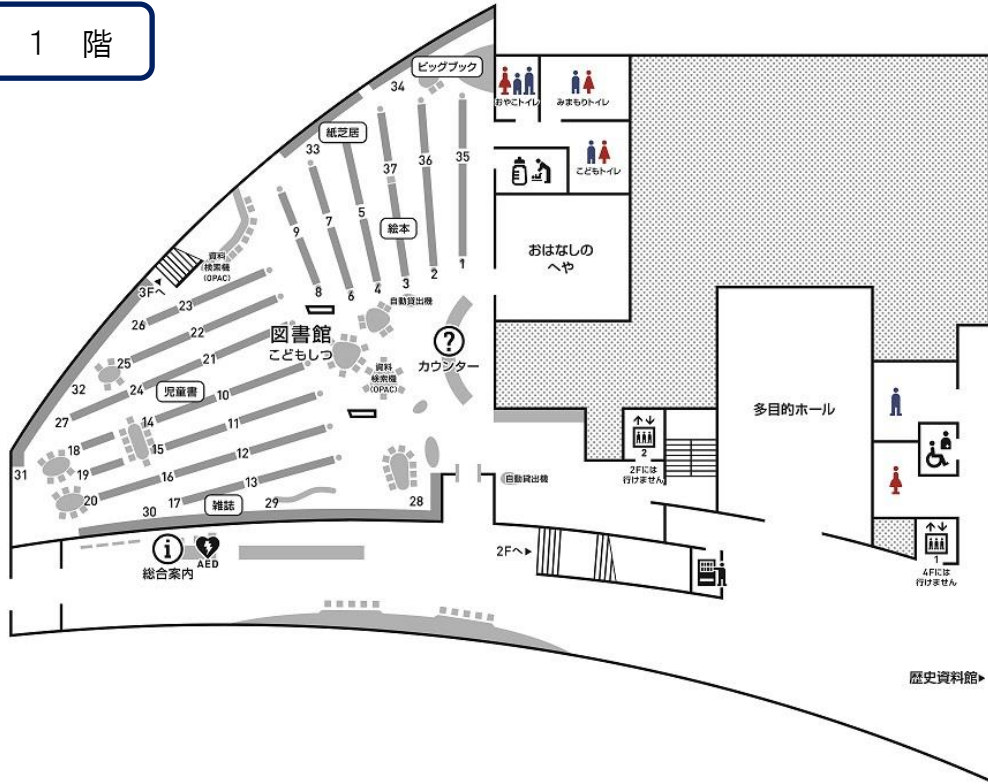 1 階
ビッグブック
34
おやこトイレ
みまもりトイレ
紙芝居
33
37
36
35
こどもトイレ
5
7
9
絵本
おはなしの
へや
資料
検索機
(OPAC)
3Fへ
1
2
3
4
6
8
自動貸出機
23
26
22
図書館
こどもしつ
?
カウンター
25
21
資料
検索機
(OPAC)
32
24
児童書
10
多目的ホール
27
14
11
18
15
12
2
2Fには
行けません
31
19
16
13
20
17
雑誌
29
28
自動貸出機
30
i
AED
総合案内
2Fへ
1
4Fには
行けません
歴史資料館